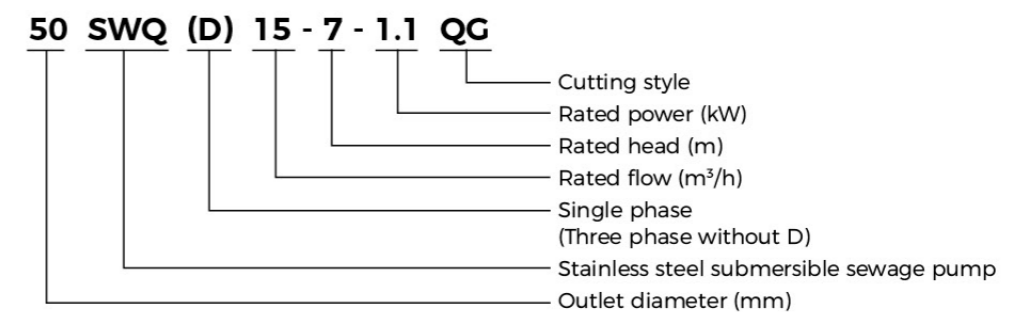 50 SWQ (D) 15 - 7 - 1.1 QG
Cutting style
Rated power (kW)
Rated head (m)
Rated flow (m³/h)
Single phase
(Three phase without D)
Stainless steel submersible sewage pump
Outlet diameter (mm)